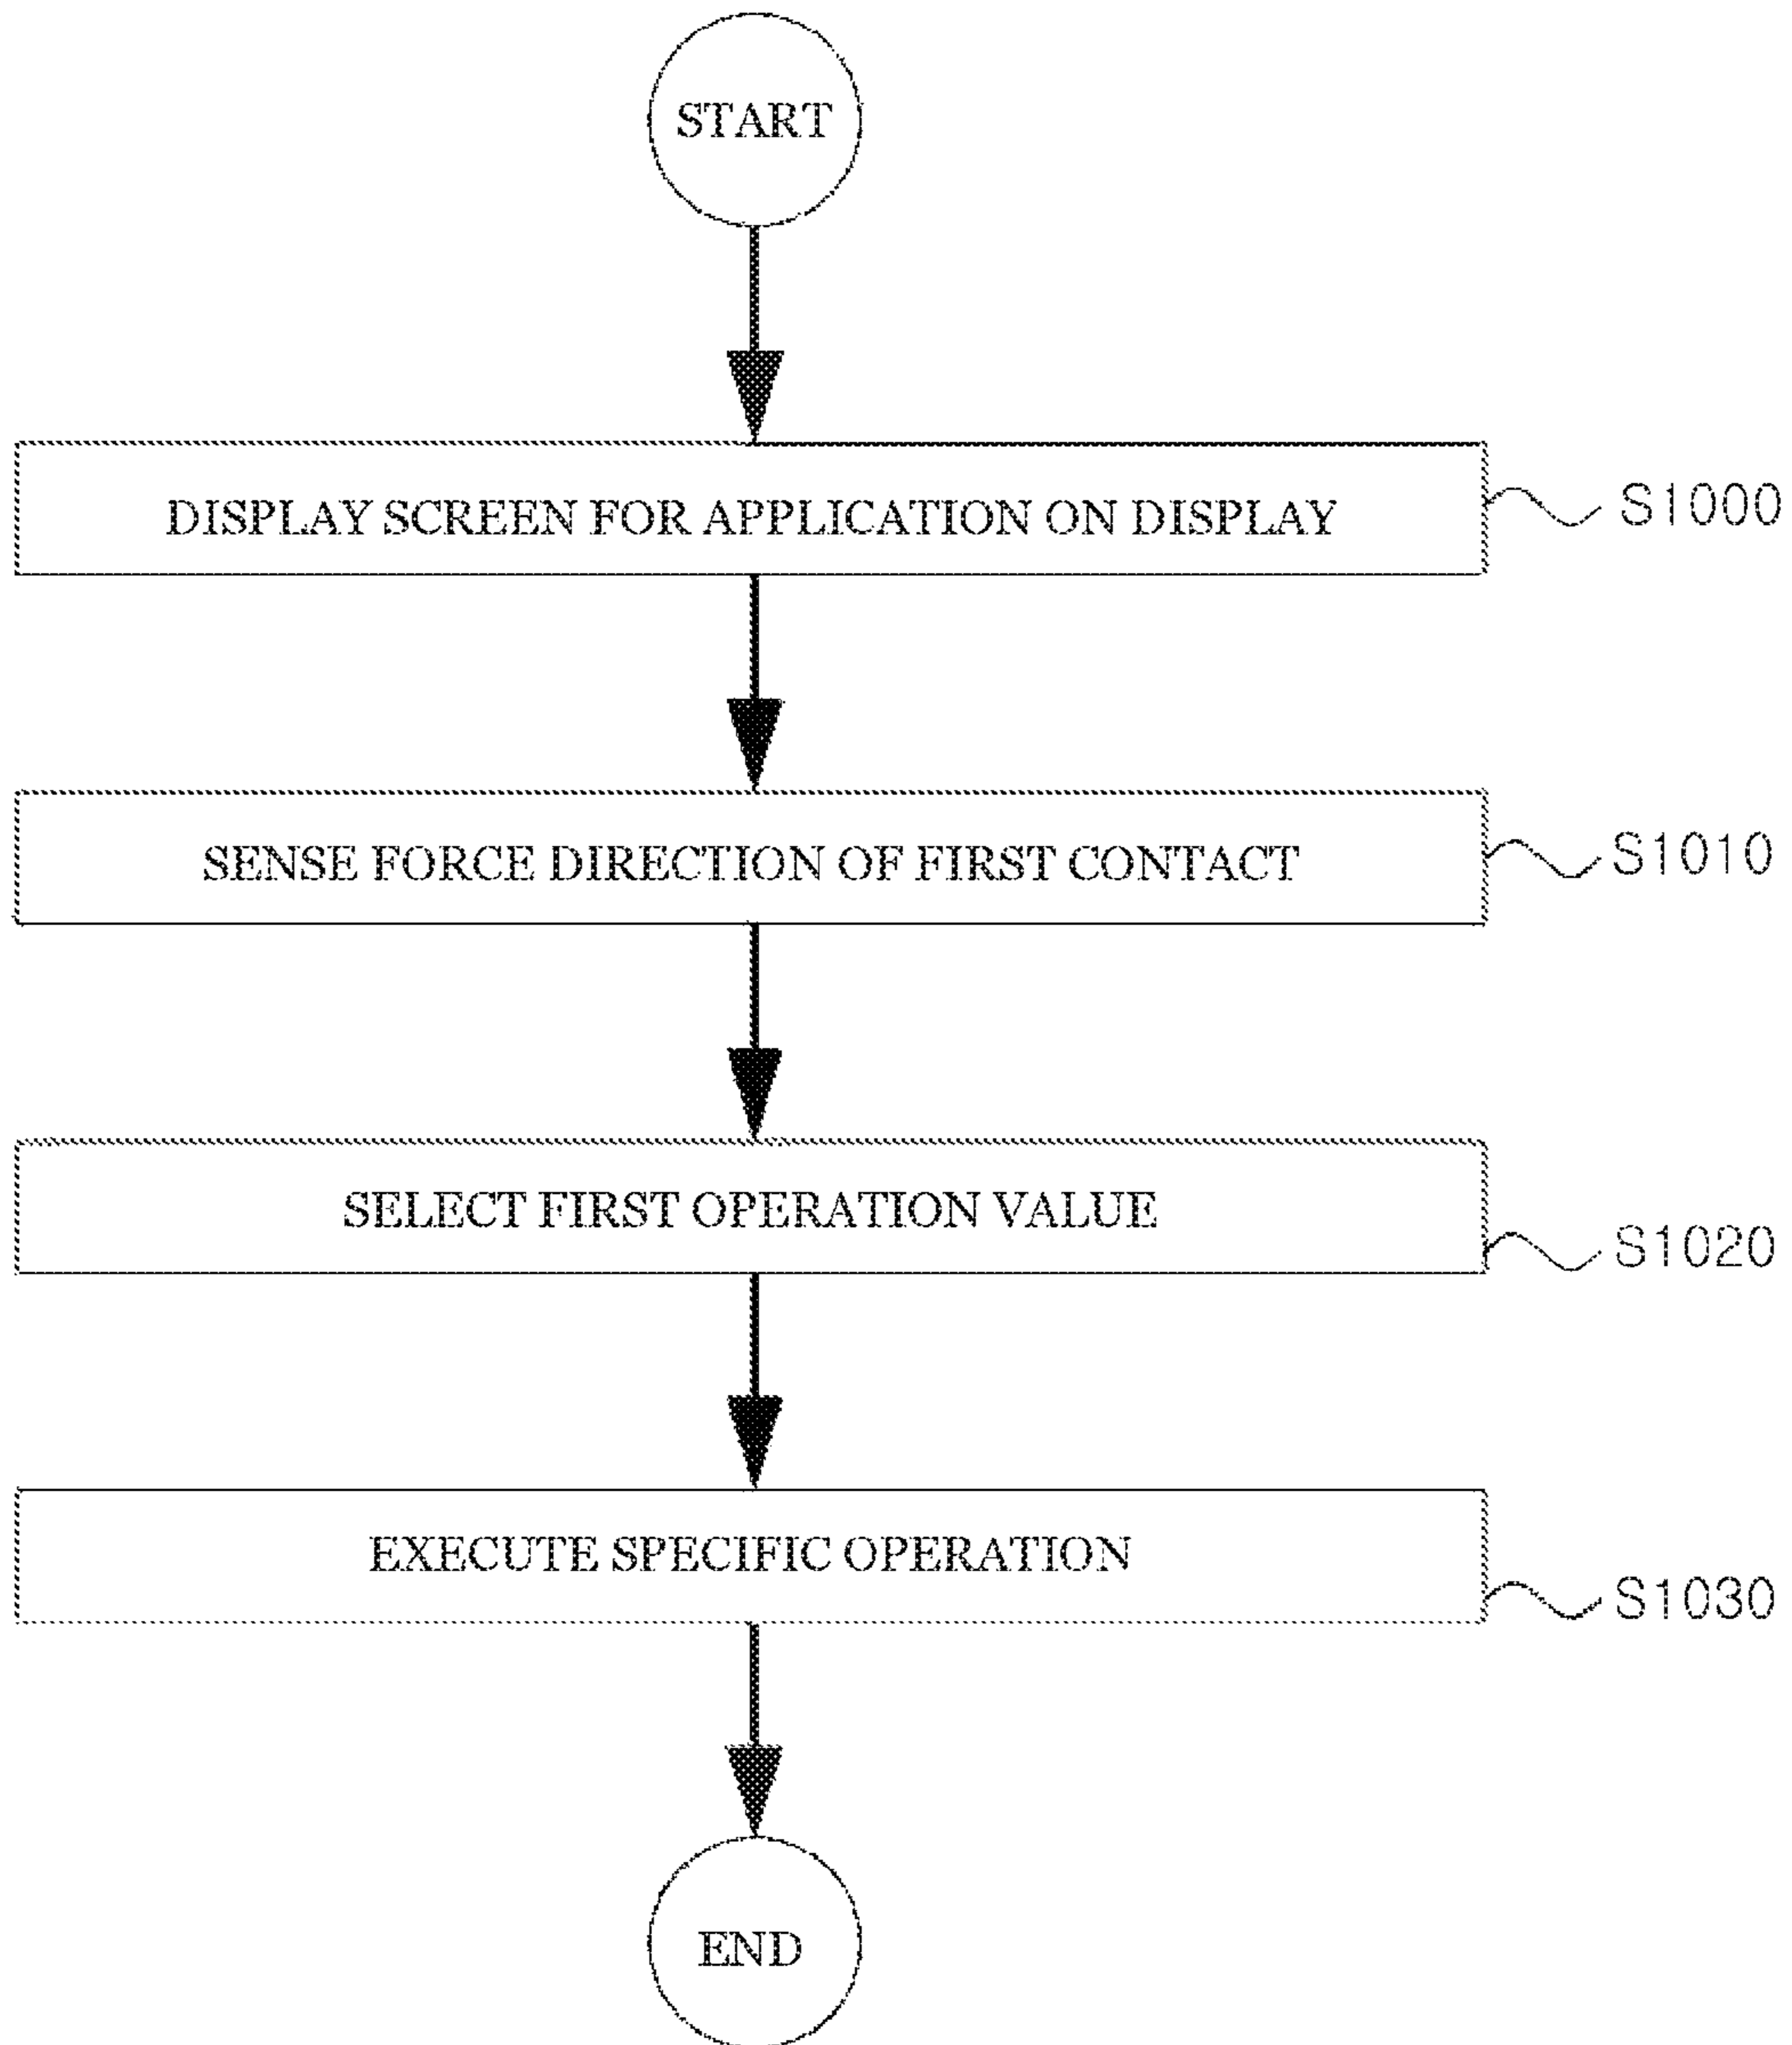 START
DISPLAY SCREEN FOR APPLICATION ON DISPLAY
S1000
SENSE FORCE DIRECTION OF FIRST CONTACT
S1010
SELECT FIRST OPERATION VALUE
S1020
EXECUTE SPECIFIC OPERATION
S1030
END